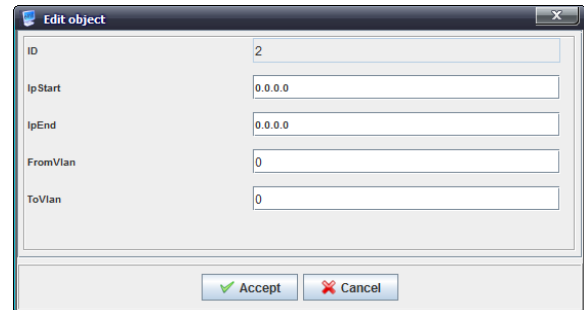 Edit object
ID 2
IpStart 0.0.0.0
IpEnd 0.0.0.0
FromVlan 0
ToVlan 0
Accept Cancel